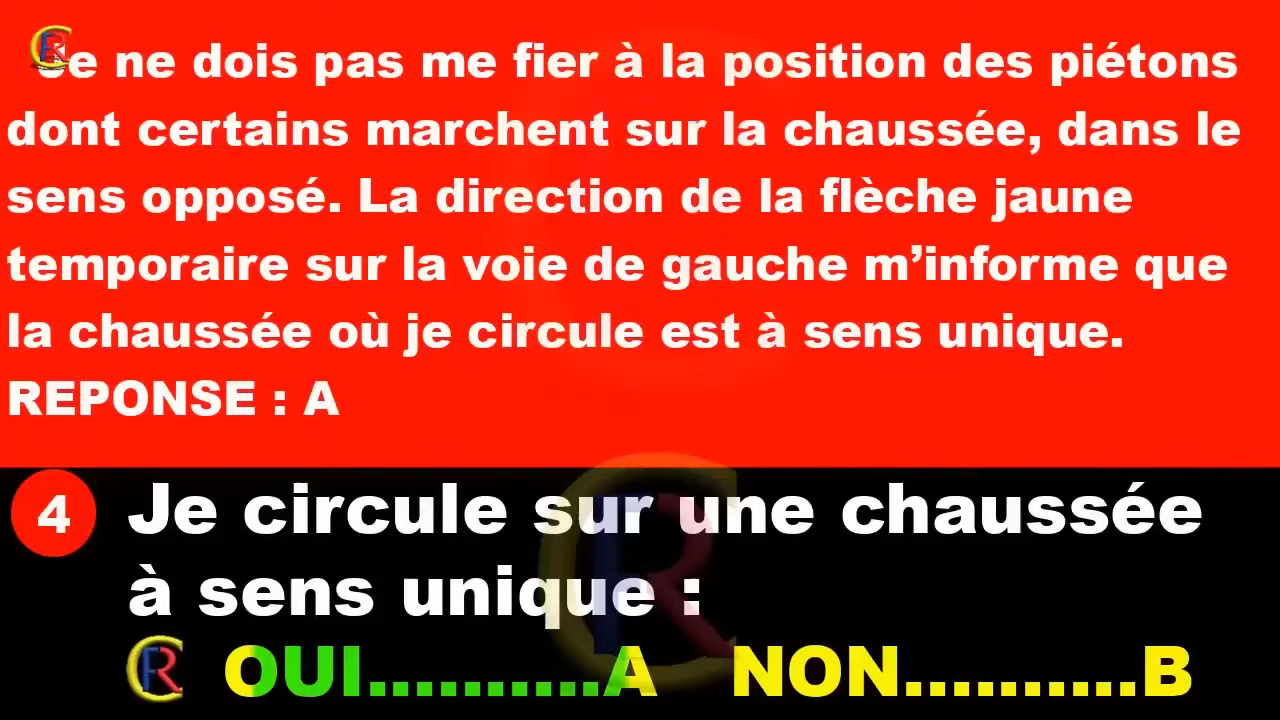 Je ne dois pas me fier à la position des piétons
dont certains marchent sur la chaussée, dans le
sens opposé. La direction de la flèche jaune
temporaire sur la voie de gauche m’informe que
la chaussée où je circule est à sens unique.
REPONSE : A
4 Je circule sur une chaussée
à sens unique :
OUI..........A NON..........B